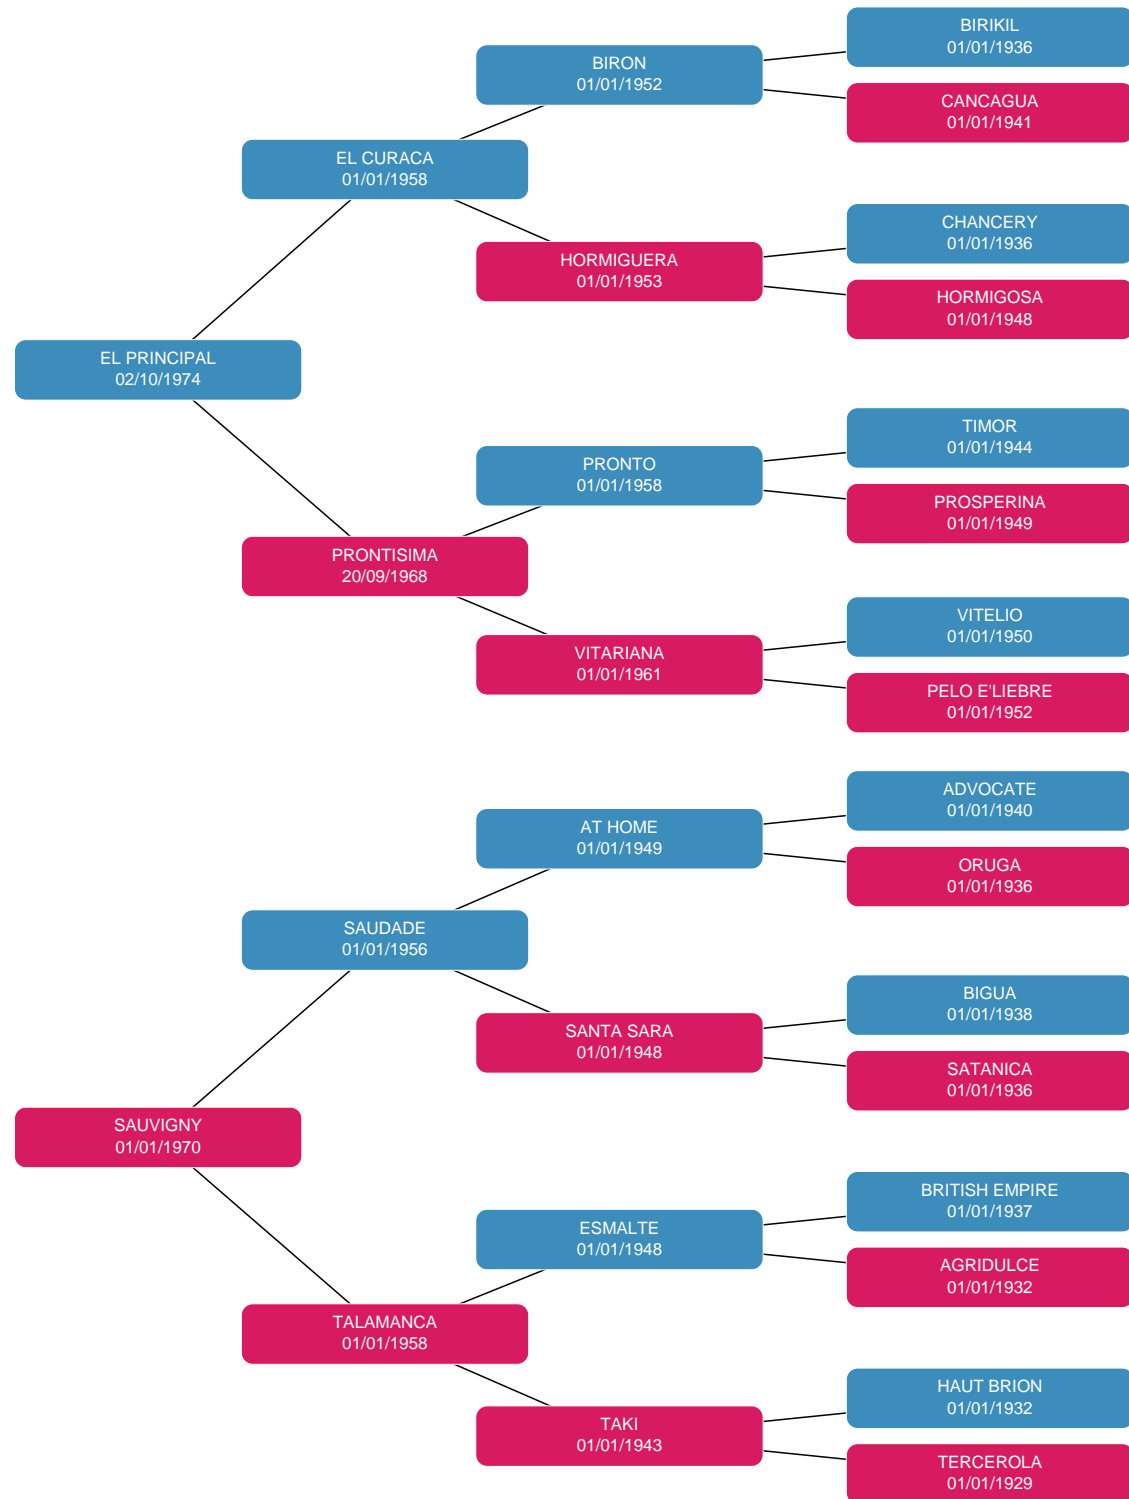 BIRIKIL
01/01/1936
BIRON
01/01/1952
CANCAGUA
01/01/1941
EL CURACA
01/01/1958
CHANCERY
01/01/1936
HORMIGUERA
01/01/1953
HORMIGOSA
01/01/1948
EL PRINCIPAL
02/10/1974
TIMOR
01/01/1944
PRONTO
01/01/1958
PROSPERINA
01/01/1949
PRONTISIMA
20/09/1968
VITELIO
01/01/1950
VITARIANA
01/01/1961
PELO E'LIEBRE
01/01/1952
ADVOCATE
01/01/1940
AT HOME
01/01/1949
ORUGA
01/01/1936
SAUDADE
01/01/1956
BIGUA
01/01/1938
SANTA SARA
01/01/1948
SATANICA
01/01/1936
SAUVIGNY
01/01/1970
BRITISH EMPIRE
01/01/1937
ESMALTE
01/01/1948
AGRIDULCE
01/01/1932
TALAMANCA
01/01/1958
HAUT BRION
01/01/1932
TAKI
01/01/1943
TERCEROLA
01/01/1929